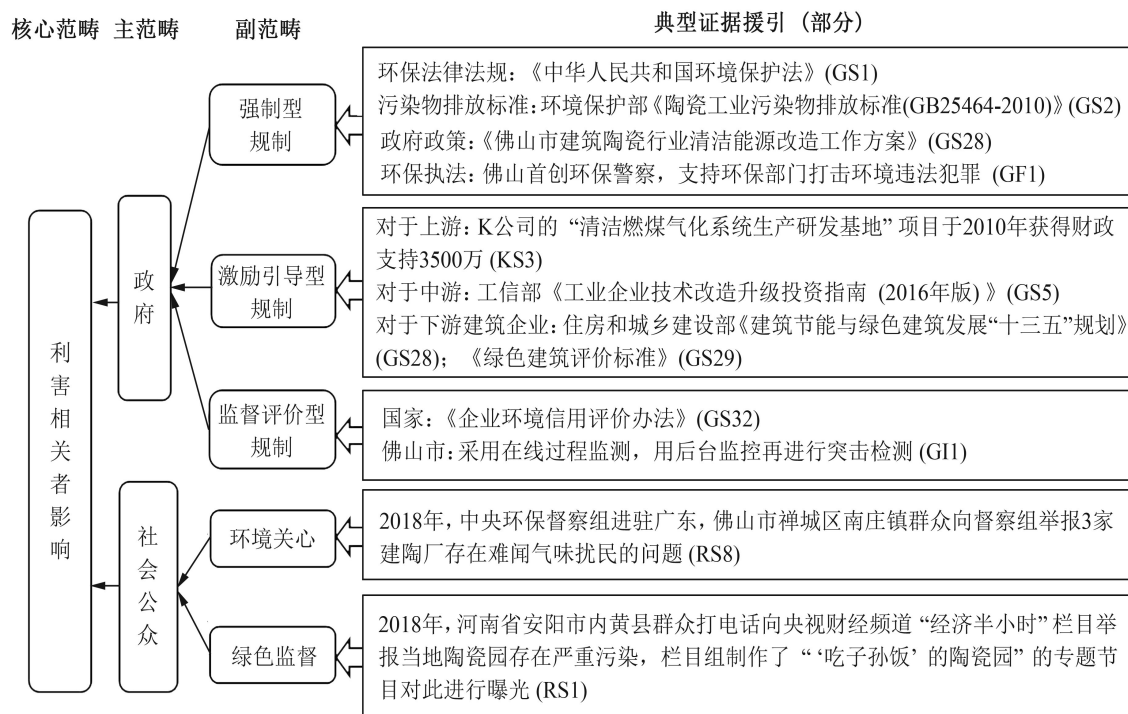 核心范畴 主范畴 副范畴 典型证据援引（部分）
强制型
规制
环保法律法规：《中华人民共和国环境保护法》(GS1)
污染物排放标准：环境保护部《陶瓷工业污染物排放标准(GB25464-2010)》(GS2)
政府政策：《佛山市建筑陶瓷行业清洁能源改造工作方案》(GS28)
环保执法：佛山首创环保警察，支持环保部门打击环境违法犯罪 (GF1)
政府
激励引导型
规制
对于上游：K公司的“清洁燃煤气化系统生产研发基地”项目于2010年获得财政
支持3500万 (KS3)
对于中游：工信部《工业企业技术改造升级投资指南 (2016年版) 》(GS5)
对于下游建筑企业：住房和城乡建设部《建筑节能与绿色建筑发展“十三五”规划》
(GS28)；《绿色建筑评价标准》(GS29)
利害相关者影响
监督评价型
规制
国家：《企业环境信用评价办法》(GS32)
佛山市：采用在线过程监测，用后台监控再进行突击检测 (GI1)
社会公众
环境关心
2018年，中央环保督察组进驻广东，佛山市禅城区南庄镇群众向督察组举报3家
建陶厂存在难闻气味扰民的问题 (RS8)
绿色监督
2018年，河南省安阳市内黄县群众打电话向央视财经频道“经济半小时”栏目举
报当地陶瓷园存在严重污染，栏目组制作了“‘吃子孙饭’的陶瓷园”的专题节
目对此进行曝光 (RS1)